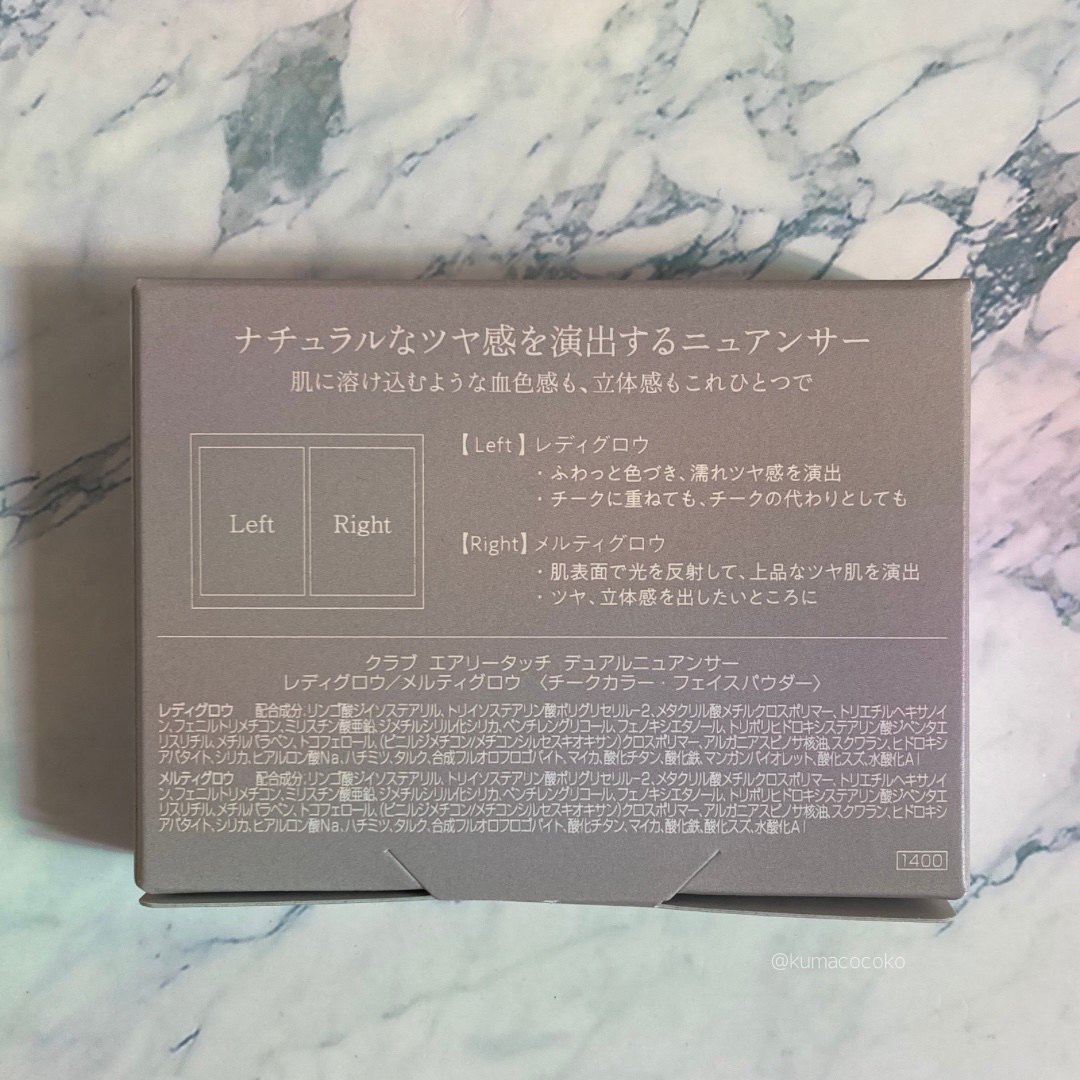 ナチュラルなツヤ感を演出するニュアンサー
肌に溶け込むような血色感も、立体感もこれひとつで
Left
Right
【Left】レディグロウ
・ふわっと色づき、濡れツヤ感を演出
・チークに重ねても、チークの代わりとしても
【Right】メルティグロウ
・肌表面で光を反射して、上品なツヤ肌を演出
・ツヤ、立体感を出したいところに
クラブ エアリータッチ デュアルニュアンサー
レディグロウ/メルティグロウ 〈チークカラー・フェイスパウダー〉
レディグロウ 配合成分:リンゴ酸ジイソステアリル、トリイソステアリン酸ポリグリセリル-2、メタクリル酸メチルクロスポリマー、トリエチルヘキサノイ
ン、フェニルトリメチコン、ミリスチン酸亜鉛、ジメチルシリル化シリカ、ペンチレングリコール、フェノキシエタノール、トリポリヒドロキシステアリン酸ジペンタエ
リスリチル、メチルパラベン、トコフェロール、(ビニルジメチコン/メチコンシルセスキオキサン)クロスポリマー、アルガニアスピノサ核油、スクワラン、ヒドロキシ
アパタイト、シリカ、ヒアルロン酸Na、ハチミツ、タルク、合成フルオロフロゴパイト、マイカ、酸化チタン、酸化鉄、マンガンバイオレット、酸化スズ、水酸化Al
メルティグロウ 配合成分:リンゴ酸ジイソステアリル、トリイソステアリン酸ポリグリセリル-2、メタクリル酸メチルクロスポリマー、トリエチルヘキサノイ
ン、フェニルトリメチコン、ミリスチン酸亜鉛、ジメチルシリル化シリカ、ペンチレングリコール、フェノキシエタノール、トリポリヒドロキシステアリン酸ジペンタエ
リスリチル、メチルパラベン、トコフェロール、(ビニルジメチコン/メチコンシルセスキオキサン)クロスポリマー、アルガニアスピノサ核油、スクワラン、ヒドロキシ
アパタイト、シリカ、ヒアルロン酸Na、ハチミツ、タルク、合成フルオロフロゴパイト、酸化チタン、マイカ、酸化鉄、酸化スズ、水酸化Al
1400
@kumacocoko